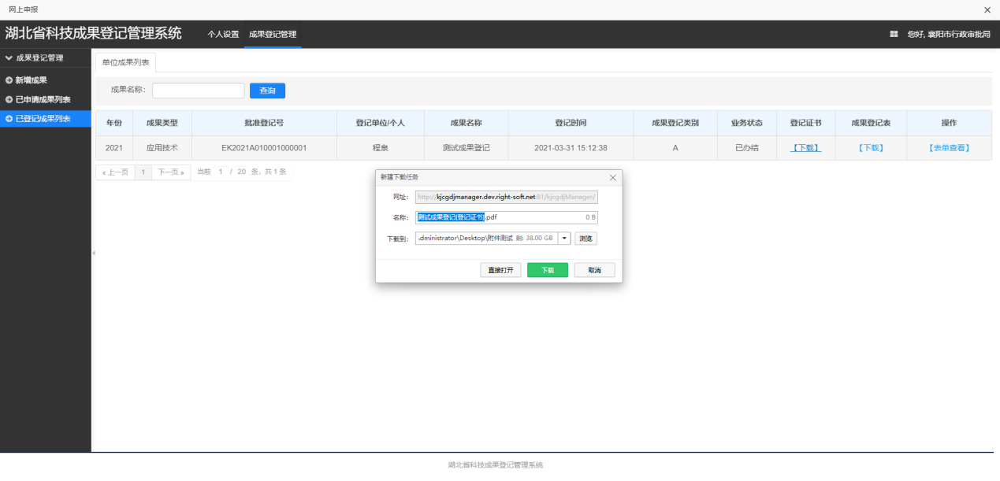 网上申报
湖北省科技成果登记管理系统 个人设置 成果登记管理 您好, 襄阳市行政审批局
成果登记管理
新增成果
已申请成果列表
已登记成果列表
单位成果列表
成果名称: 查询
年份 成果类型 批准登记号 登记单位/个人 成果名称 登记时间 成果登记类别 业务状态 登记证书 成果登记表 操作
2021 应用技术 EK2021A010001000001 程泉 测试成果登记 2021-03-31 15:12:38 A 已办结 【下载】 【下载】 【表单查看】
« 上一页 1 下一页 » 当前 1 / 20 条, 共 1 条
新建下载任务
网址: http://kjcgdjmanager.dev.right-soft.net:81/kjcgdjManager/
名称: 测试成果登记[登记证书].pdf 0 B
下载到: dministrator\Desktop\附件测试 剩: 38.00 GB 浏览
直接打开 下载 取消
湖北省科技成果登记管理系统